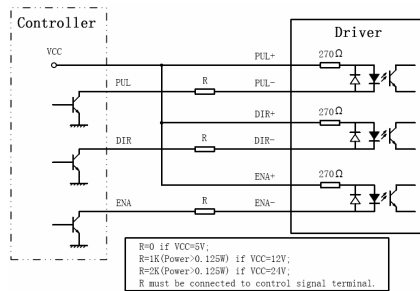 Controller
Driver
VCC
PUL+
270Ω
PUL
R
PUL-
DIR+
270Ω
DIR
R
DIR-
ENA+
270Ω
ENA
R
ENA-
R=0 if VCC=5V;
R=1K(Power>0.125W) if VCC=12V;
R=2K(Power>0.125W) if VCC=24V;
R must be connected to control signal terminal.